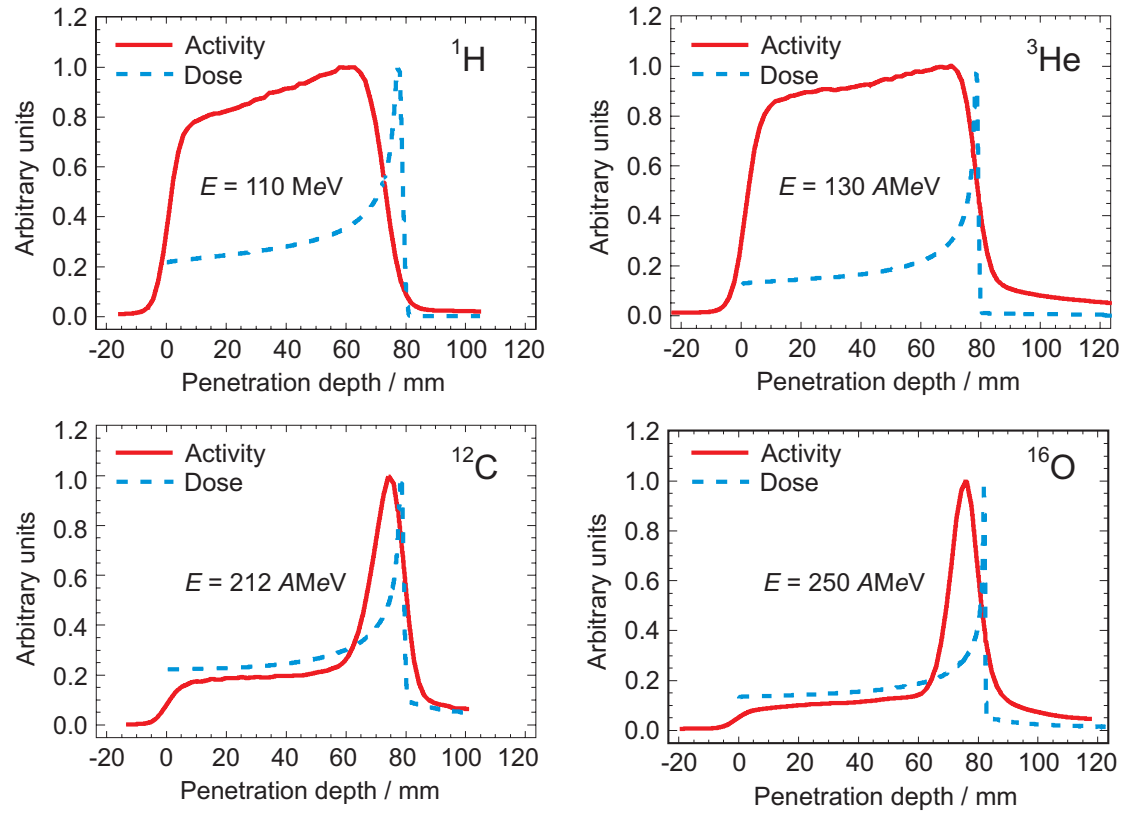 1.2
1.0
0.8
0.6
0.4
0.2
0.0
Arbitrary units
Activity
Dose
¹H
E = 110 MeV
-20 0 20 40 60 80 100 120
Penetration depth / mm
1.2
1.0
0.8
0.6
0.4
0.2
0.0
Arbitrary units
Activity
Dose
³He
E = 130 AMeV
-20 0 20 40 60 80 100 120
Penetration depth / mm
1.2
1.0
0.8
0.6
0.4
0.2
0.0
Arbitrary units
Activity
Dose
¹²C
E = 212 AMeV
-20 0 20 40 60 80 100 120
Penetration depth / mm
1.2
1.0
0.8
0.6
0.4
0.2
0.0
Arbitrary units
Activity
Dose
¹⁶O
E = 250 AMeV
-20 0 20 40 60 80 100 120
Penetration depth / mm